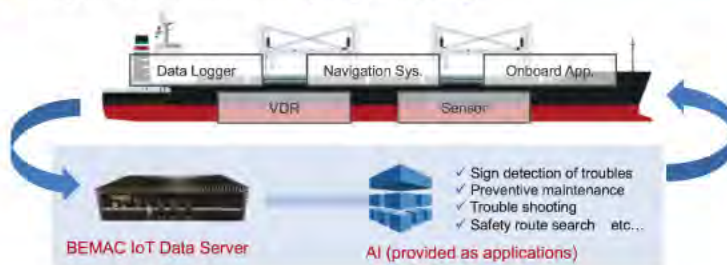 Data Logger
Navigation Sys.
Onboard App.
VDR
Sensor
✓ Sign detection of troubles
✓ Preventive maintenance
✓ Trouble shooting
✓ Safety route search etc...
BEMAC IoT Data Server
AI (provided as applications)